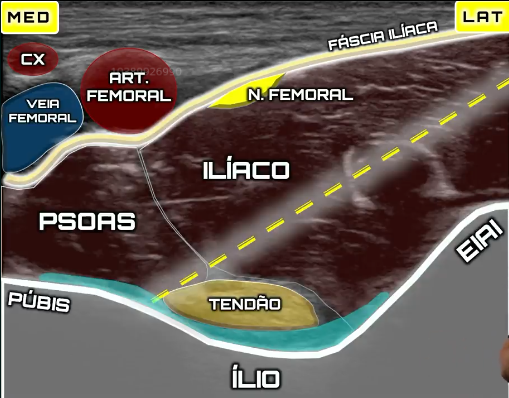 MED
LAT
FÁSCIA ILÍACA
CX
ART.
FEMORAL
VEIA
FEMORAL
N. FEMORAL
ILÍACO
PSOAS
EIAI
PÚBIS
TENDÃO
ÍLIO